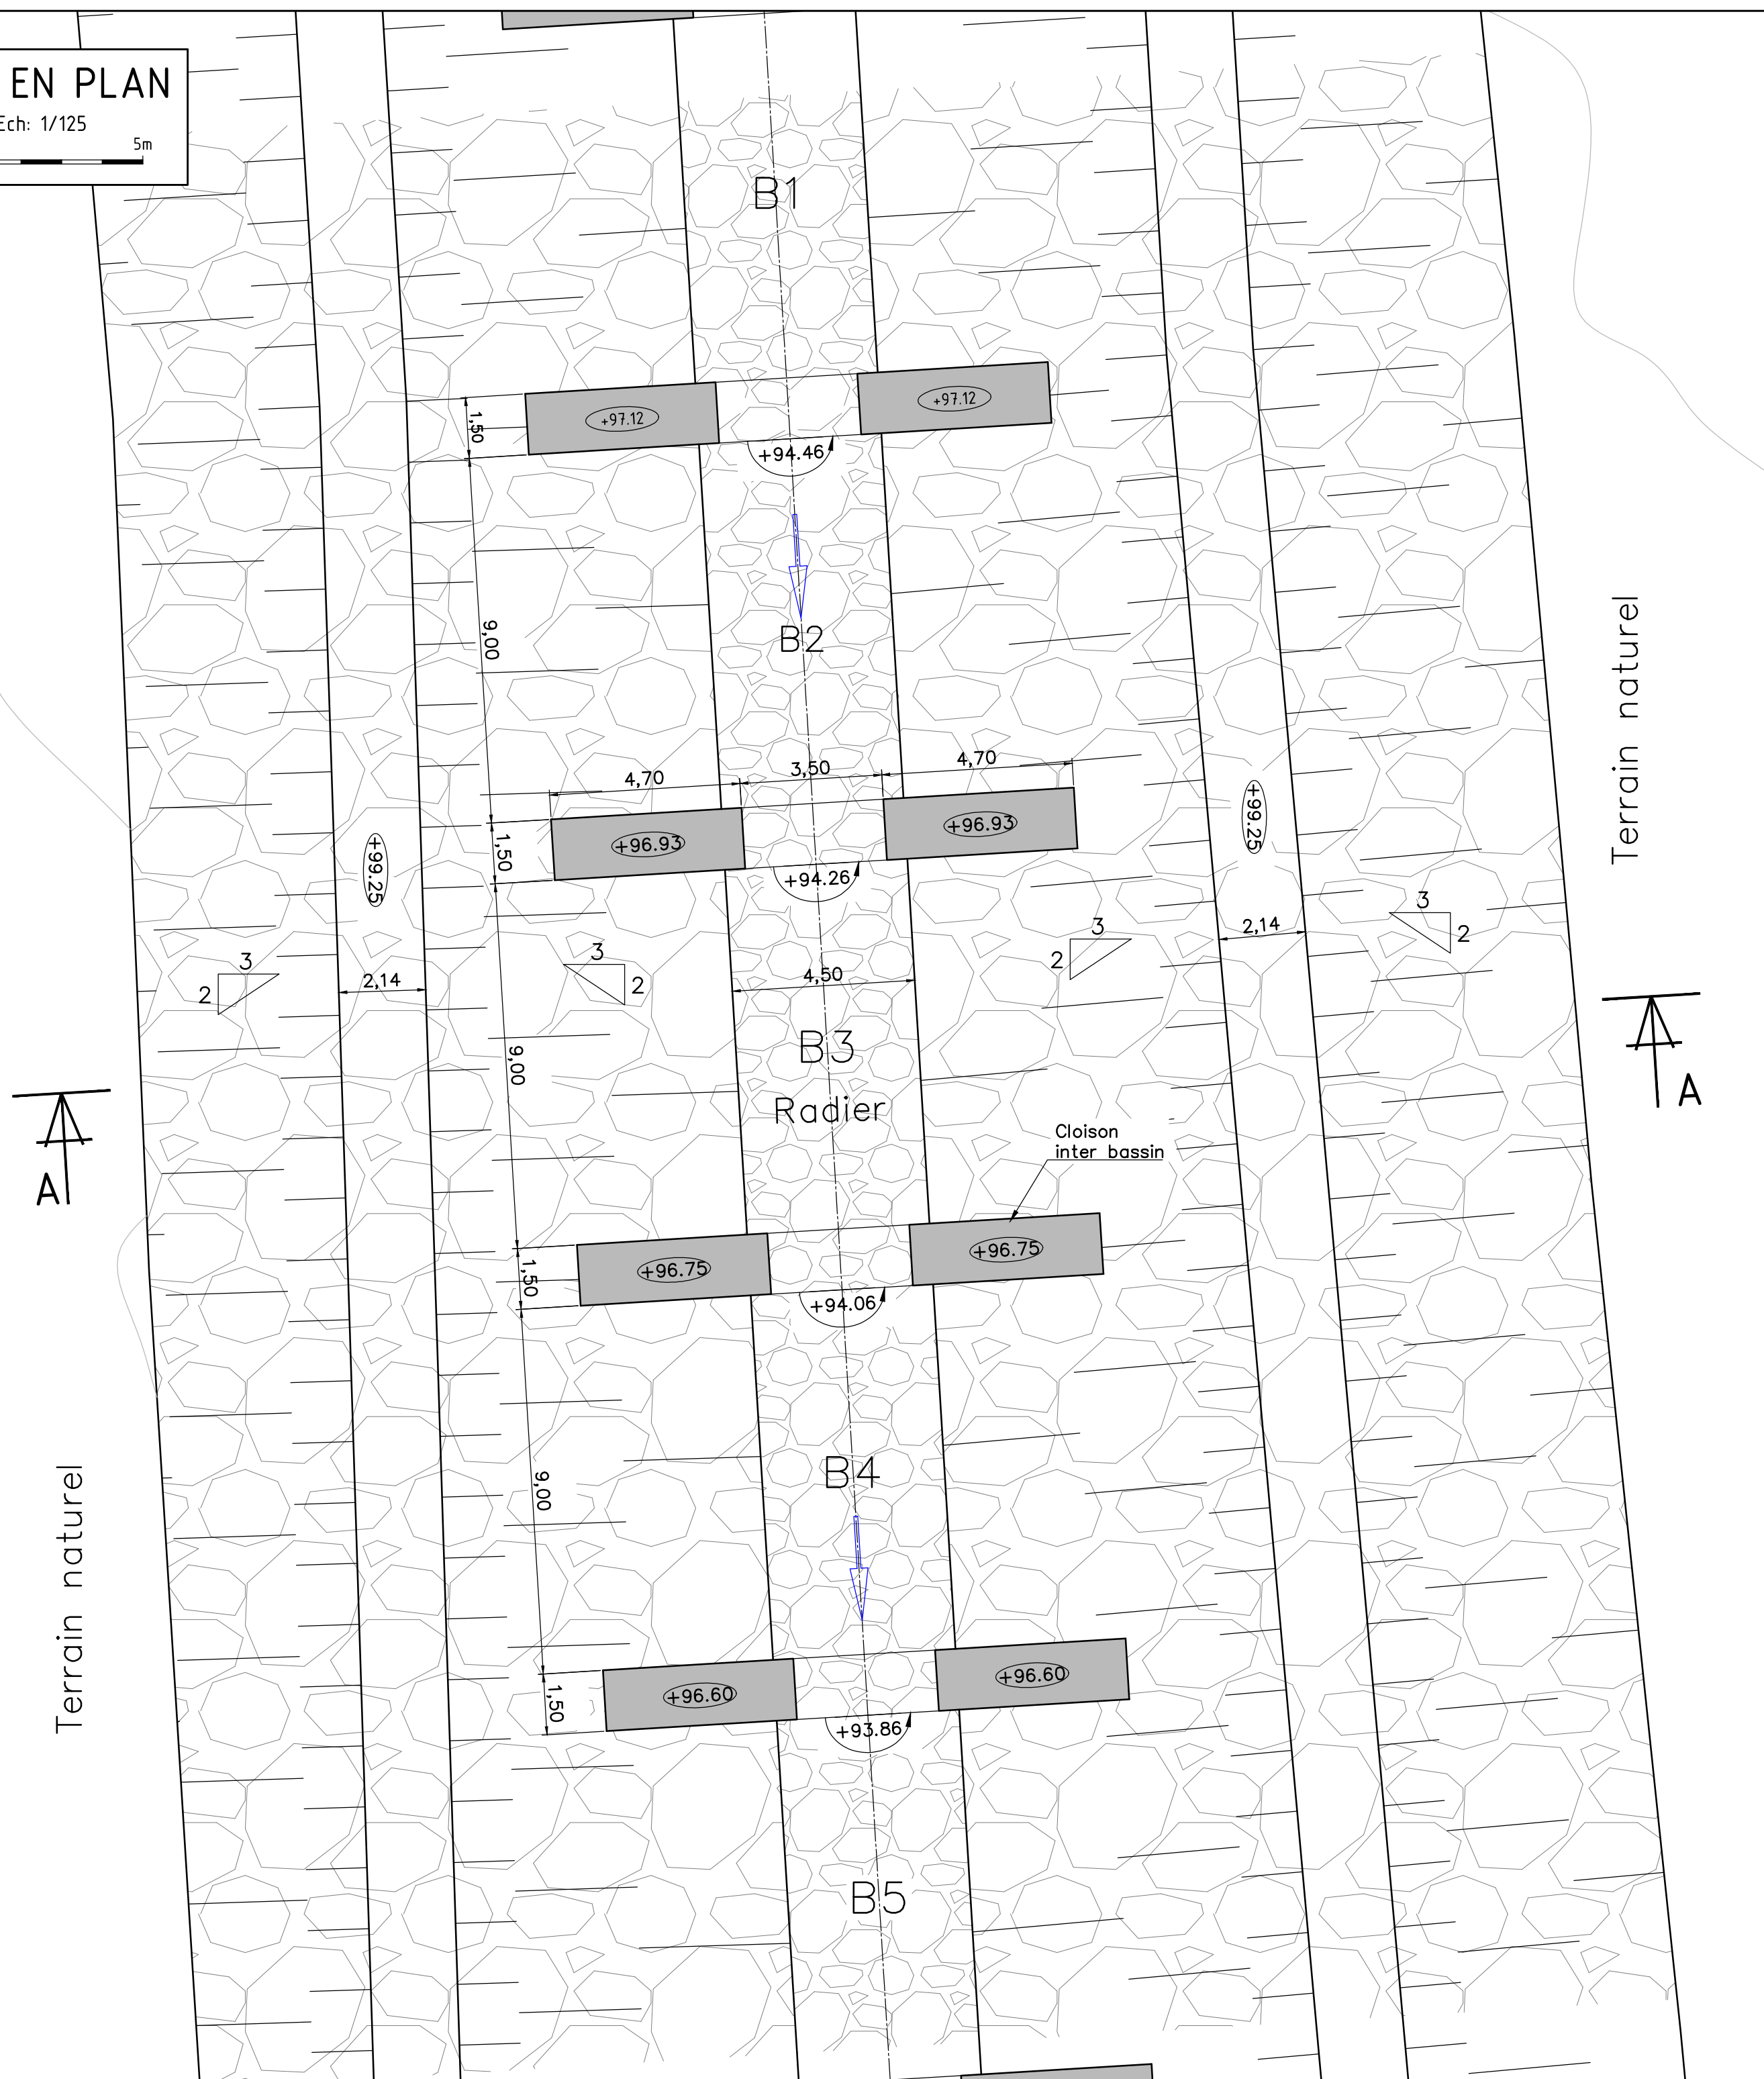 EN PLAN
Ech: 1/125
5m
B1
+97.12
+97.12
1,50
+94.46
9,00
B2
Terrain naturel
4,70
3,50
4,70
+96.93
+96.93
1,50
+94.26
+99.25
+99.25
3
2
2,14
3
2
4,50
3
2
2,14
3
2
B3
9,00
Radier
A
A
Cloison
inter bassin
+96.75
+96.75
1,50
+94.06
9,00
B4
Terrain naturel
+96.60
+96.60
1,50
+93.86
B5